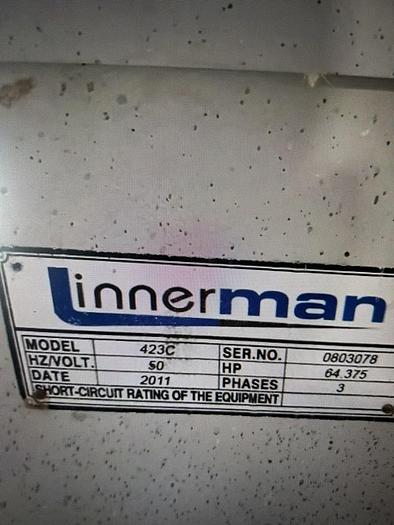 Linnerman
MODEL 423C SER.NO. 0803078
HZ/VOLT. 50 HP 64.375
DATE 2011 PHASES 3
SHORT-CIRCUIT RATING OF THE EQUIPMENT